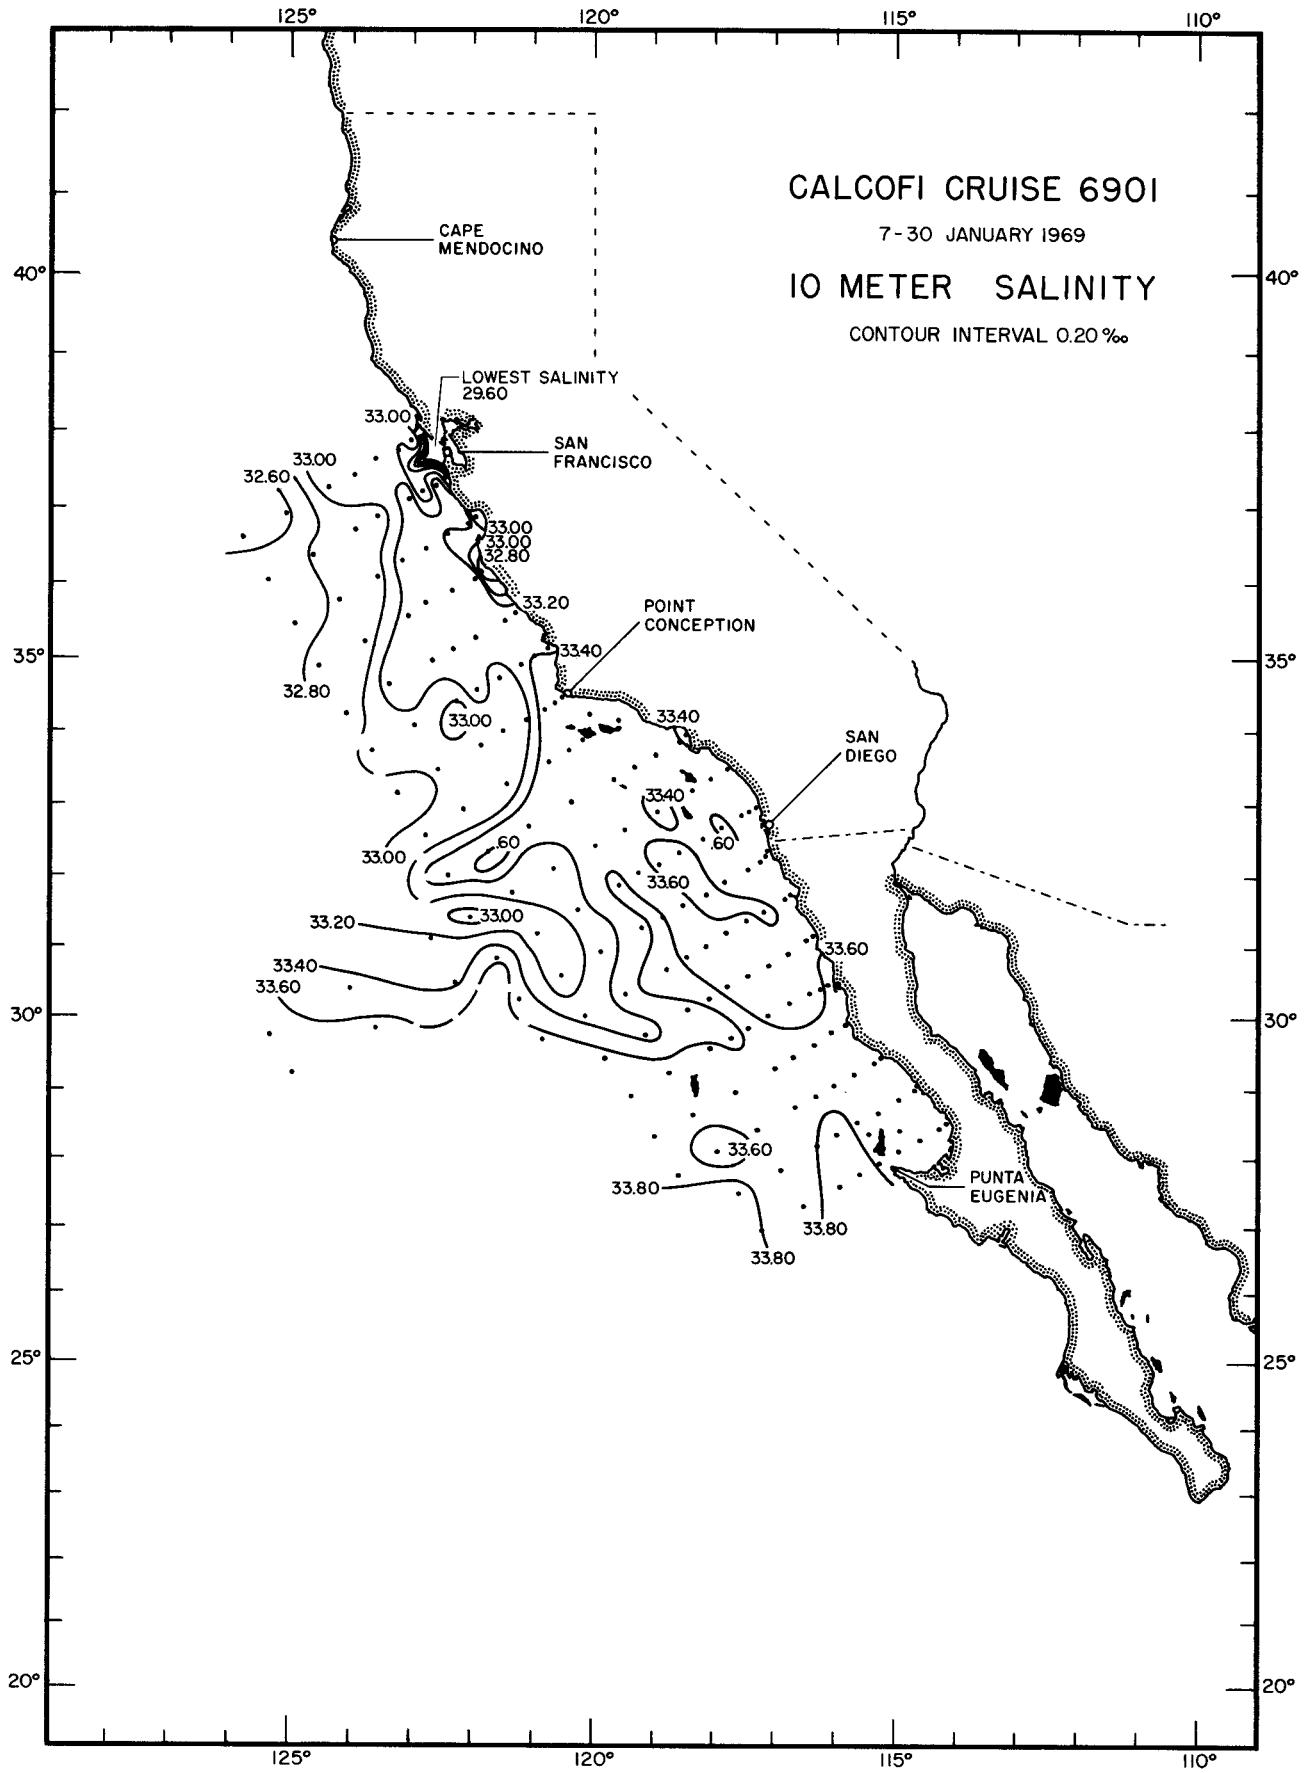 125°
120°
115°
110°
CALCOFI CRUISE 6901
7-30 JANUARY 1969
10 METER SALINITY
CONTOUR INTERVAL 0.20 ‰
CAPE
MENDOCINO
40°
40°
LOWEST SALINITY
29.60
33.00
SAN
FRANCISCO
33.00
32.60
33.00
33.00
32.80
33.20
POINT
CONCEPTION
33.40
35°
35°
32.80
33.00
33.40
SAN
DIEGO
33.40
.60
.60
33.00
33.60
33.00
33.20
33.60
33.40
33.60
30°
30°
33.60
PUNTA
EUGENIA
33.80
33.80
33.80
25°
25°
20°
20°
125°
120°
115°
110°